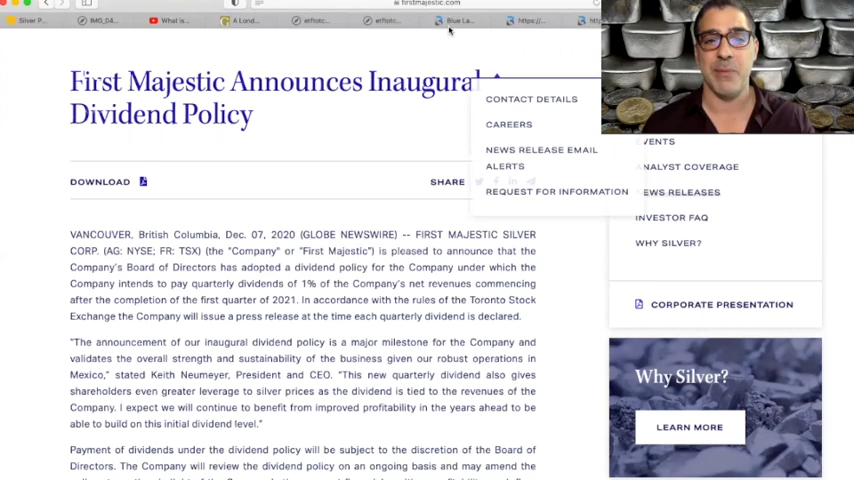 firstmajestic.com
Silver P...
IMG_04...
What is...
A Lond...
etflotc...
etflotc...
Blue La...
https://...
First Majestic Announces Inaugural
Dividend Policy
CONTACT DETAILS
CAREERS
NEWS RELEASE EMAIL
ALERTS
REQUEST FOR INFORMATION
DOWNLOAD
SHARE
EVENTS
ANALYST COVERAGE
NEWS RELEASES
INVESTOR FAQ
WHY SILVER?
CORPORATE PRESENTATION
VANCOUVER, British Columbia, Dec. 07, 2020 (GLOBE NEWSWIRE) -- FIRST MAJESTIC SILVER
CORP. (AG: NYSE; FR: TSX) (the "Company" or "First Majestic") is pleased to announce that the
Company's Board of Directors has adopted a dividend policy for the Company under which the
Company intends to pay quarterly dividends of 1% of the Company's net revenues commencing
after the completion of the first quarter of 2021. In accordance with the rules of the Toronto Stock
Exchange the Company will issue a press release at the time each quarterly dividend is declared.
"The announcement of our inaugural dividend policy is a major milestone for the Company and
validates the overall strength and sustainability of the business given our robust operations in
Mexico," stated Keith Neumeyer, President and CEO. "This new quarterly dividend also gives
shareholders even greater leverage to silver prices as the dividend is tied to the revenues of the
Company. I expect we will continue to benefit from improved profitability in the years ahead to be
able to build on this initial dividend level."
Payment of dividends under the dividend policy will be subject to the discretion of the Board of
Directors. The Company will review the dividend policy on an ongoing basis and may amend the
Why Silver?
LEARN MORE